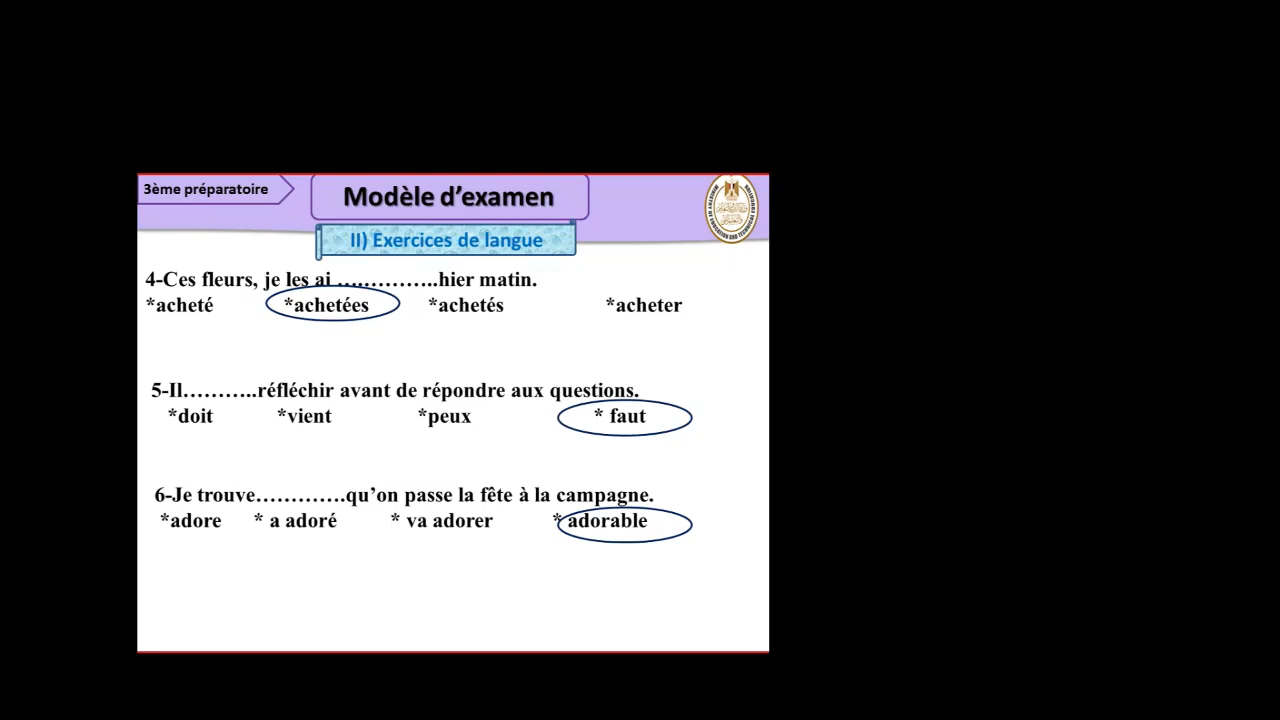 3ème préparatoire
Modèle d'examen
II) Exercices de langue
4-Ces fleurs, je les ai ….………..hier matin.
*acheté *achetées *achetés *acheter
5-Il………..réfléchir avant de répondre aux questions.
*doit *vient *peux * faut
6-Je trouve………….qu'on passe la fête à la campagne.
*adore * a adoré * va adorer * adorable